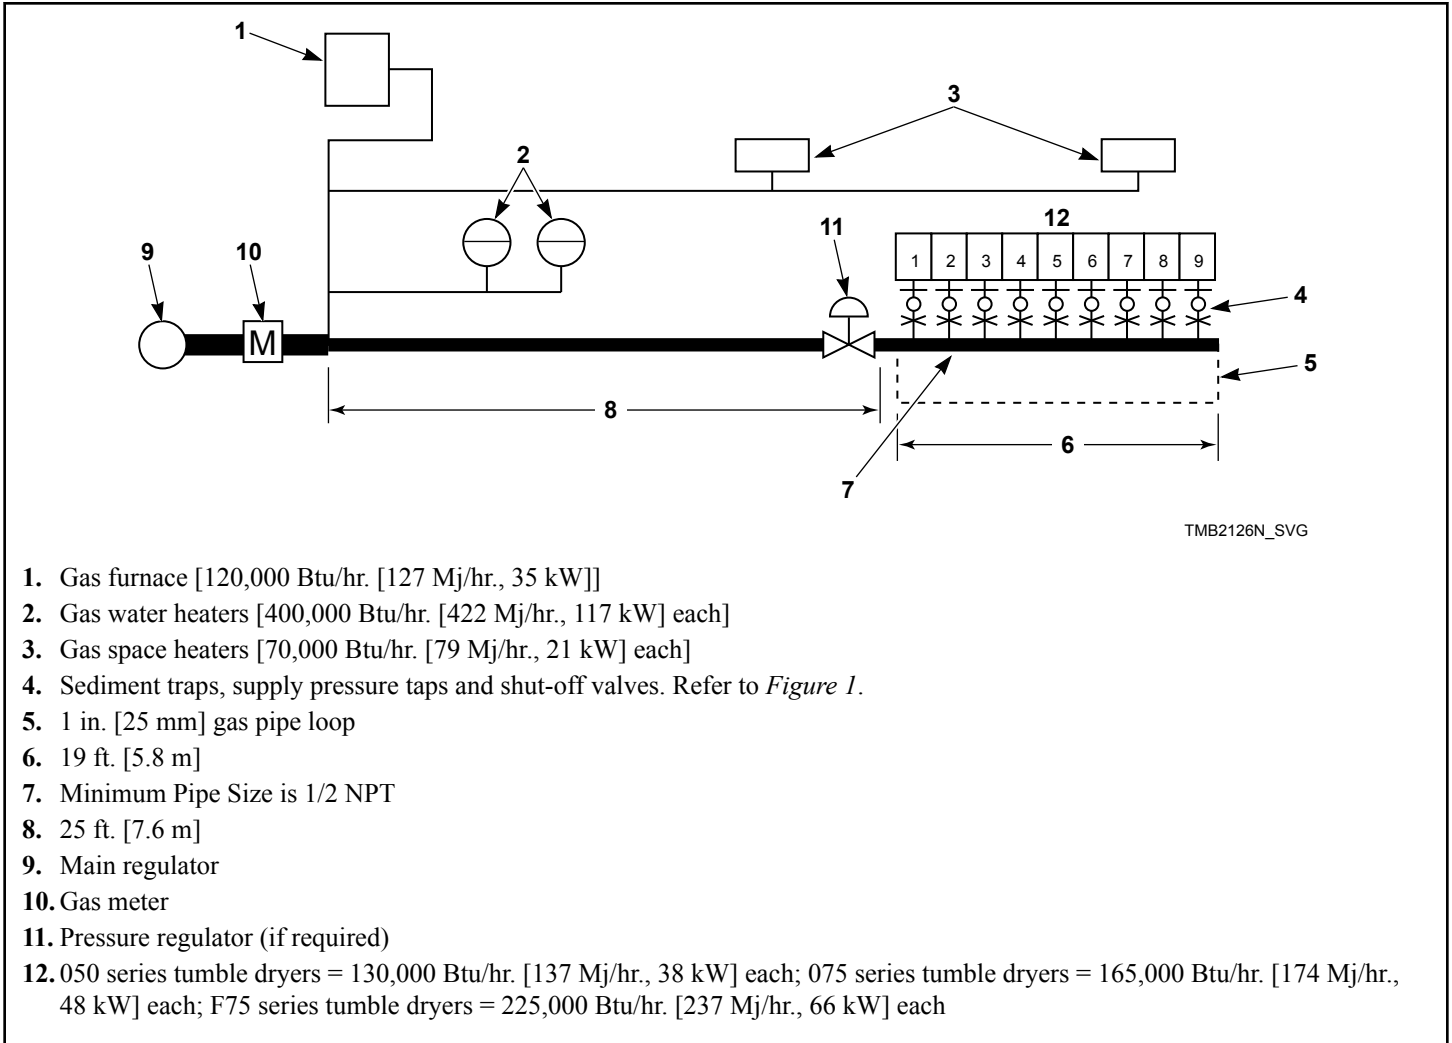 1
3
2
12
11
9
10
1 2 3 4 5 6 7 8 9
4
M
5
8
6
7
TMB2126N_SVG
1. Gas furnace [120,000 Btu/hr. [127 Mj/hr., 35 kW]]
2. Gas water heaters [400,000 Btu/hr. [422 Mj/hr., 117 kW] each]
3. Gas space heaters [70,000 Btu/hr. [79 Mj/hr., 21 kW] each]
4. Sediment traps, supply pressure taps and shut-off valves. Refer to Figure 1.
5. 1 in. [25 mm] gas pipe loop
6. 19 ft. [5.8 m]
7. Minimum Pipe Size is 1/2 NPT
8. 25 ft. [7.6 m]
9. Main regulator
10. Gas meter
11. Pressure regulator (if required)
12. 050 series tumble dryers = 130,000 Btu/hr. [137 Mj/hr., 38 kW] each; 075 series tumble dryers = 165,000 Btu/hr. [174 Mj/hr.,
48 kW] each; F75 series tumble dryers = 225,000 Btu/hr. [237 Mj/hr., 66 kW] each